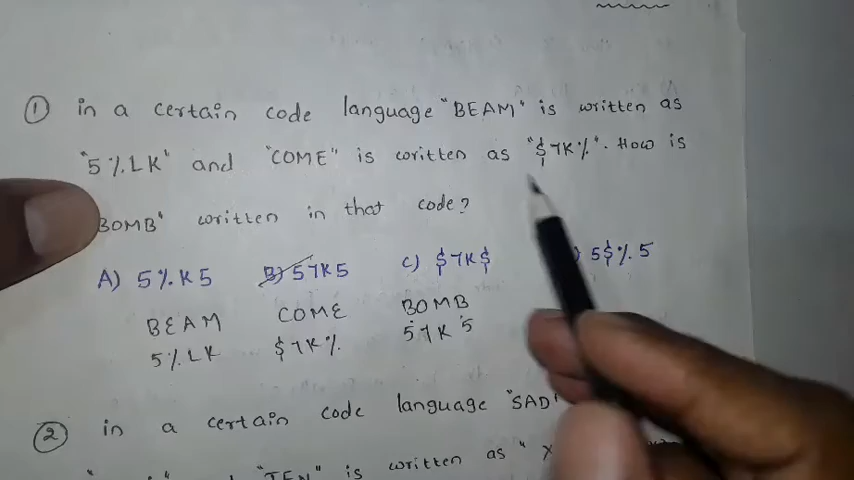 ① in a certain code language "BEAM" is written as
"5%LK" and "COME" is written as "$7K%". How is
BOMB" written in that code?
A) 5%K5 B) 57K5 C) $7K$ ) 5$%5
BEAM COME BOMB
5%LK $7K% 57K5
② in a certain code language "SAD"
"TEN" is written as "